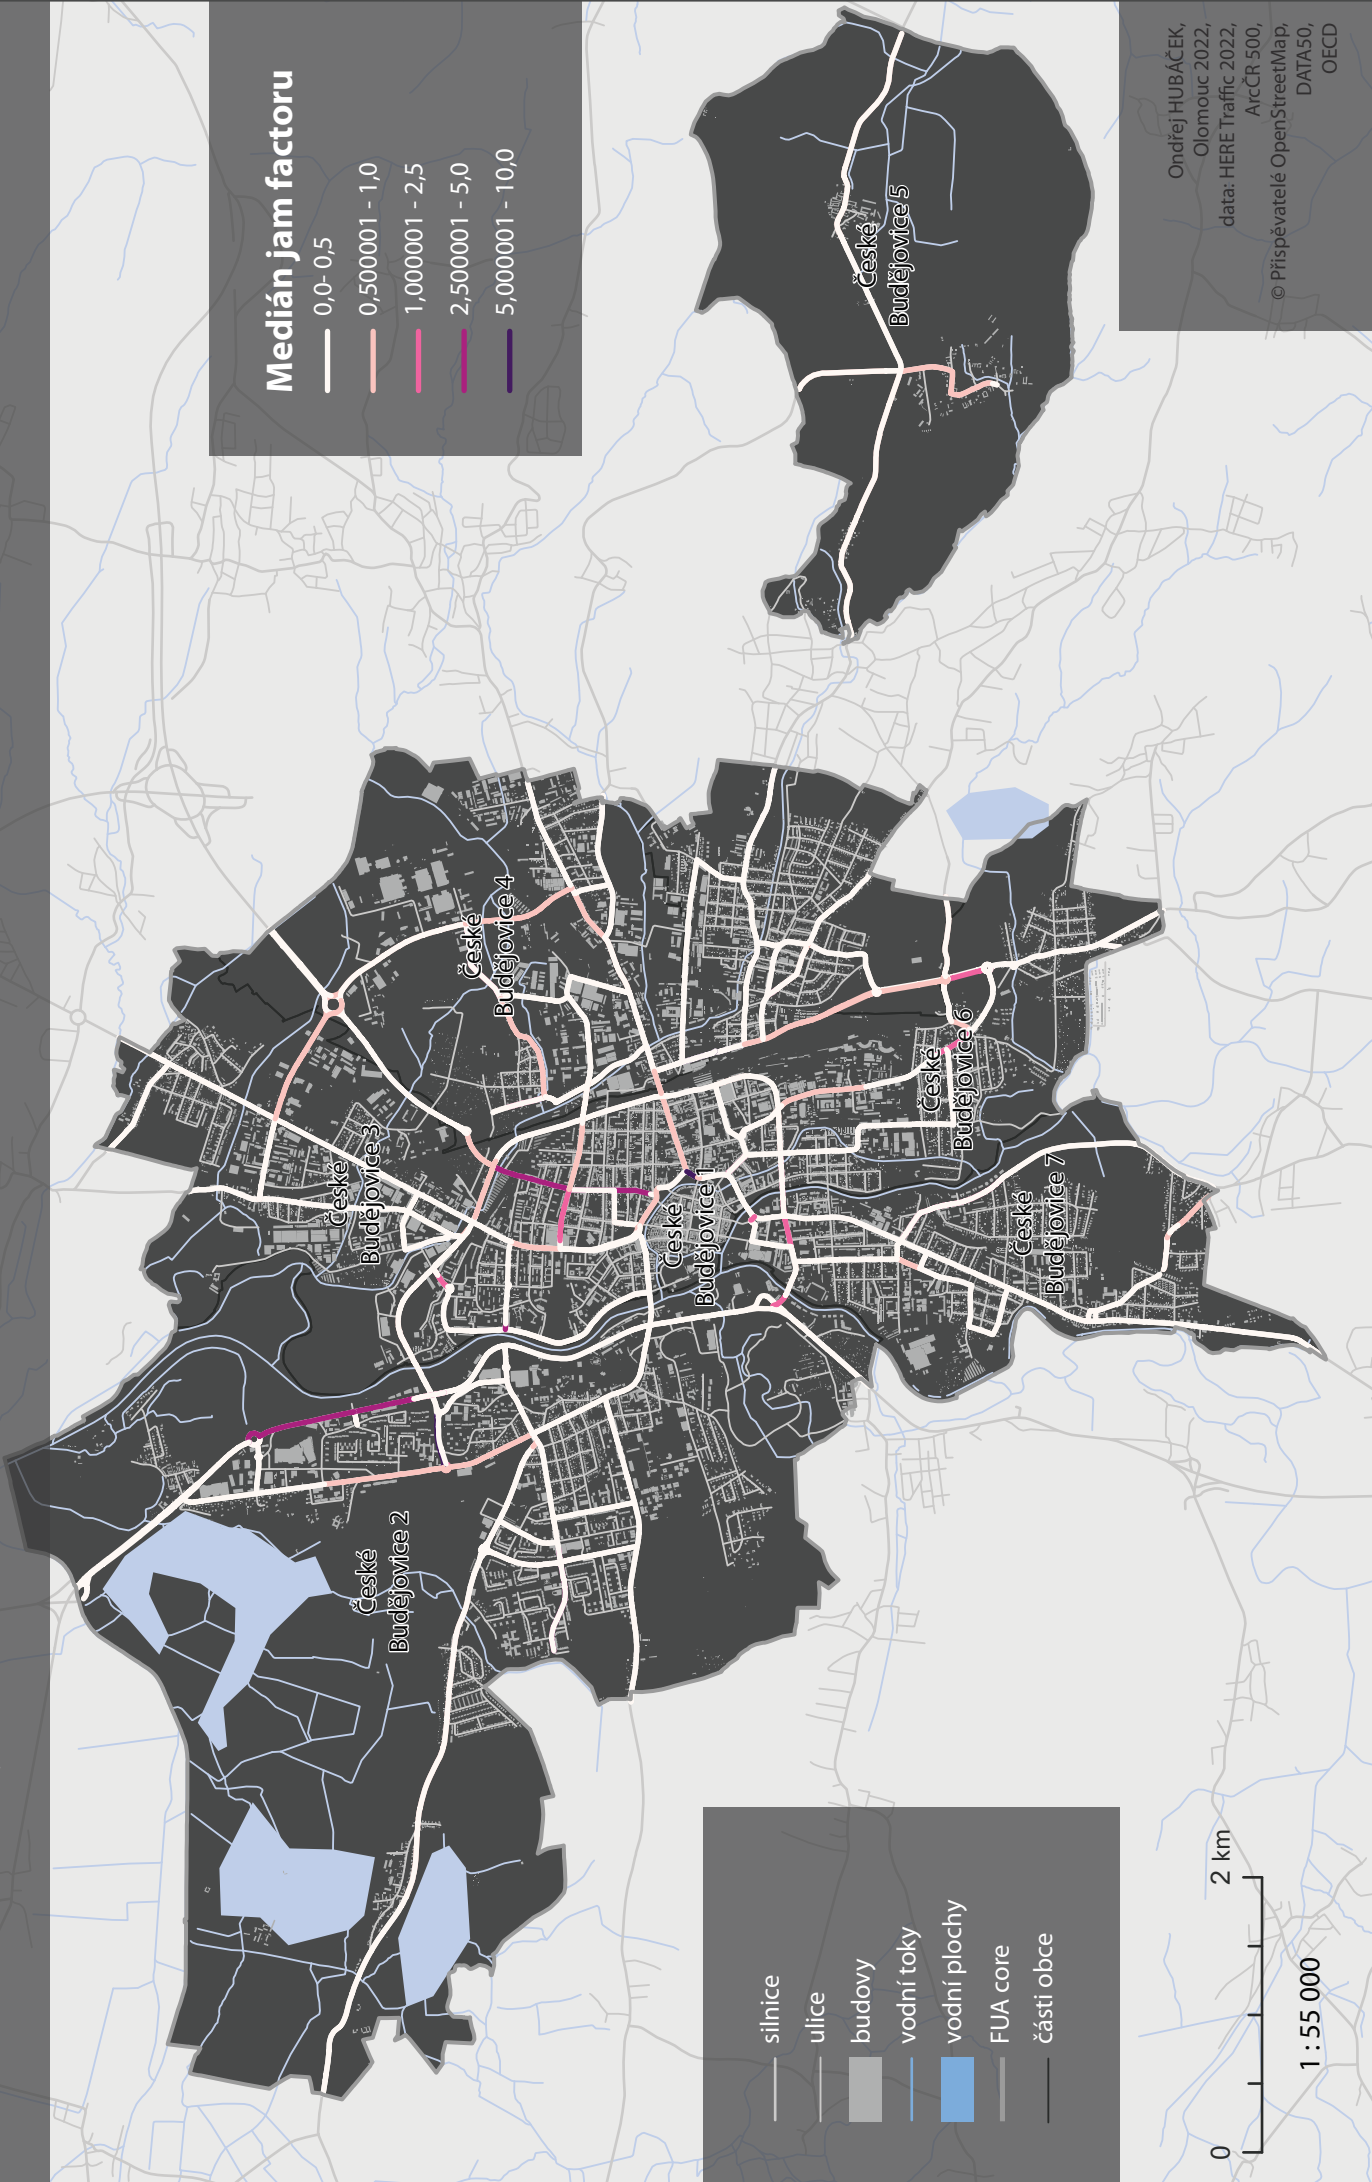 Medián jam factoru
0,0- 0,5
0,500001 - 1,0
1,000001 - 2,5
2,500001 - 5,0
5,000001 - 10,0
České
Budějovice 2
České
Budějovice 3
České
Budějovice 4
České
Budějovice 1
České
Budějovice 5
České
Budějovice 6
České
Budějovice 7
silnice
ulice
budovy
vodní toky
vodní plochy
FUA core
části obce
0
2 km
1 : 55 000
Ondřej HUBÁČEK,
Olomouc 2022,
data: HERE Traffic 2022,
ArcČR 500,
© Přispěvatelé OpenStreetMap,
DATA50,
OECD